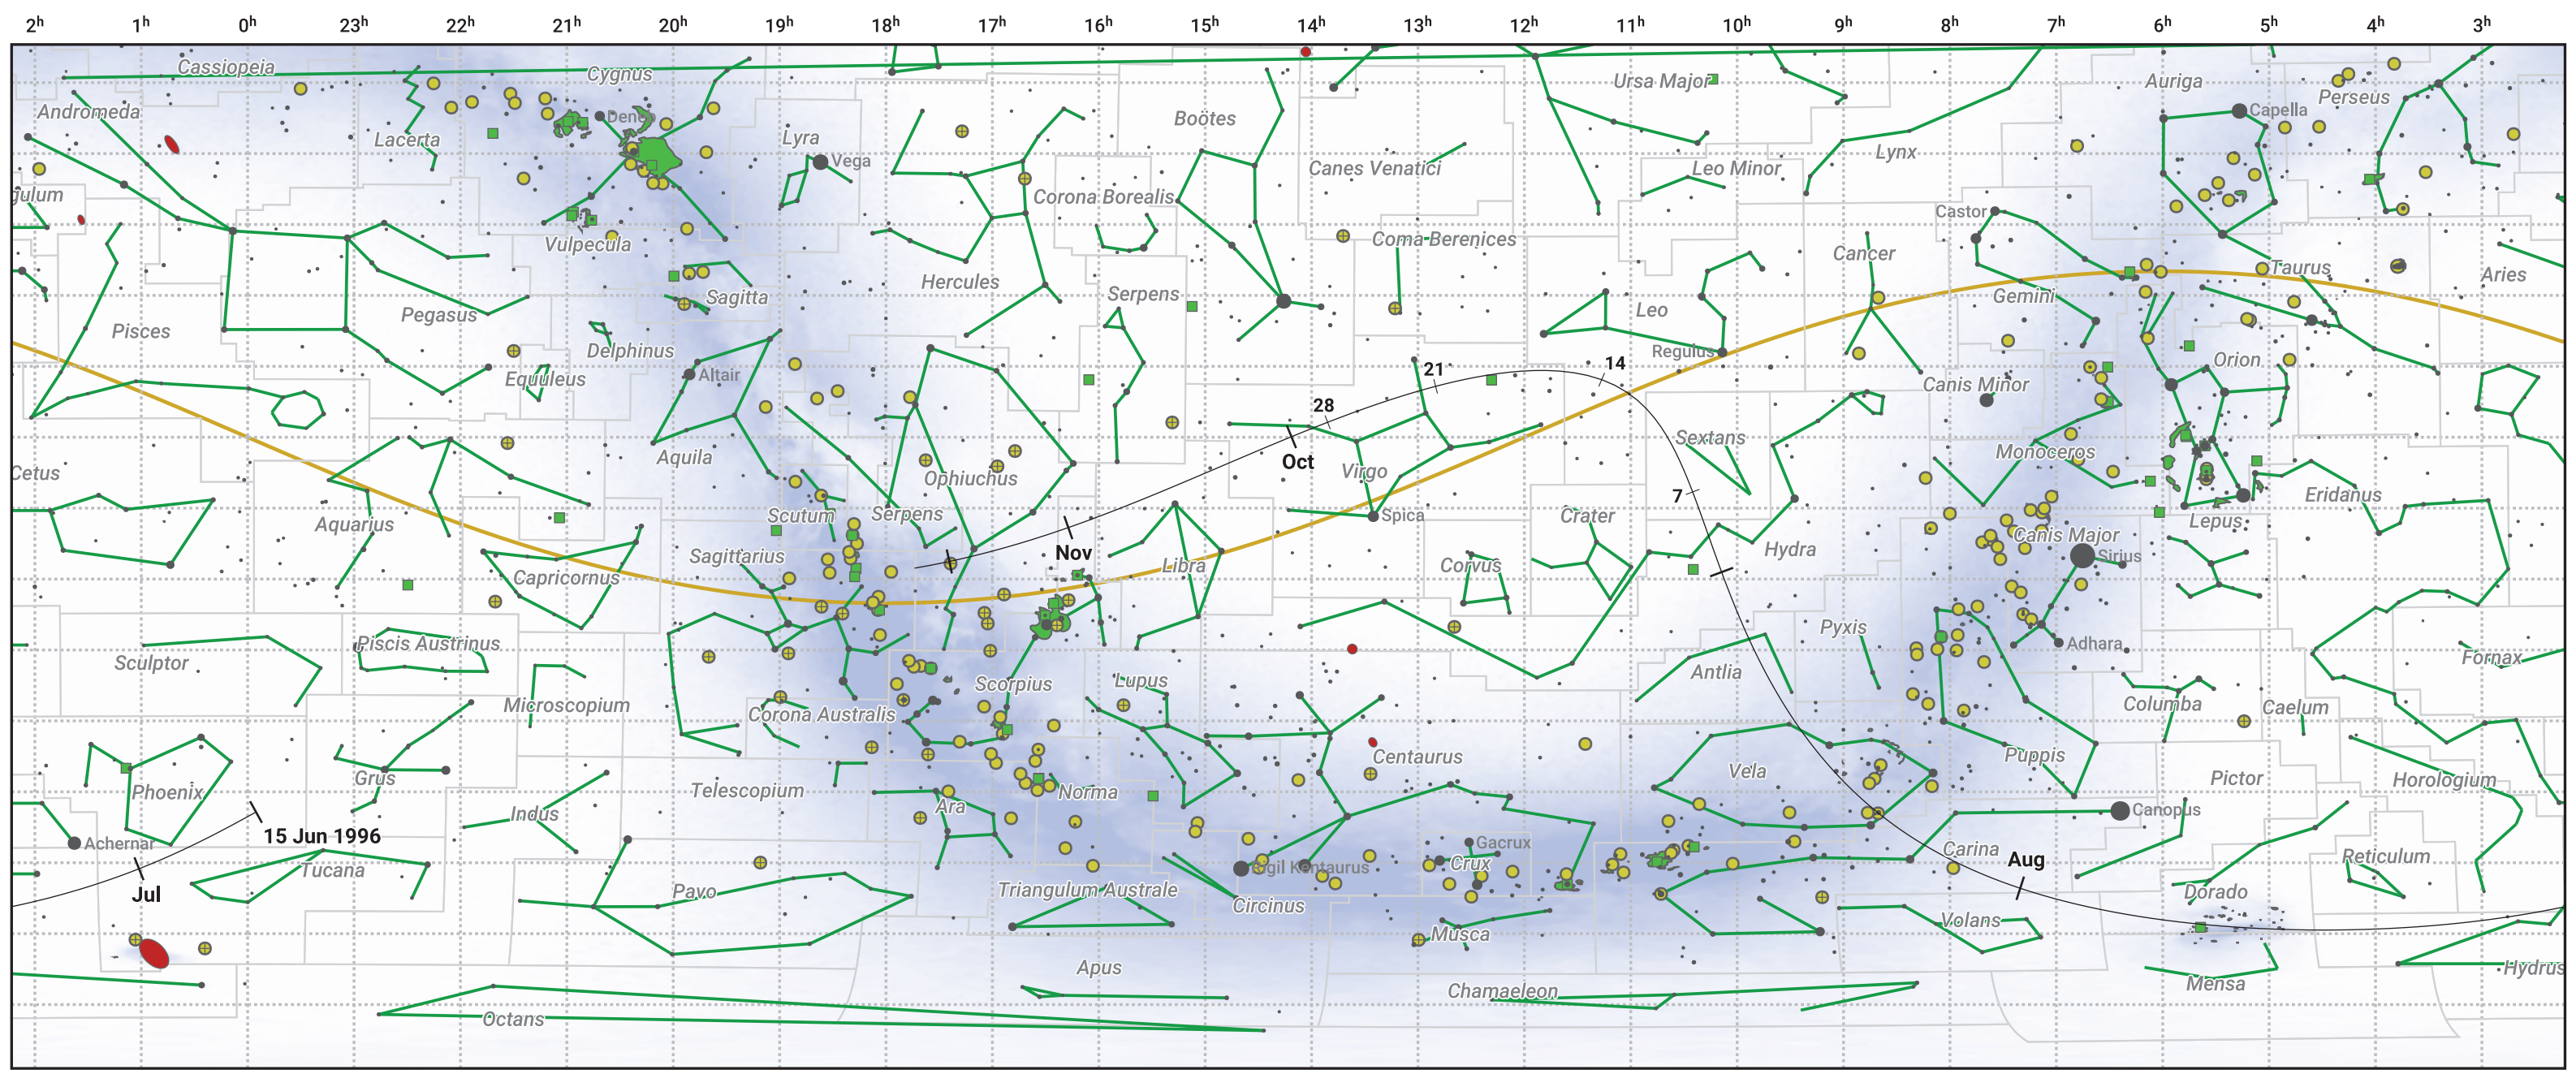 2h 1h 0h 23h 22h 21h 20h 19h 18h 17h 16h 15h 14h 13h 12h 11h 10h 9h 8h 7h 6h 5h 4h 3h
Cassiopeia
Cygnus
Ursa Major
Auriga
Perseus
Andromeda
Lacerta
Deneb
Lyra
Vega
Boötes
Canes Venatici
Leo Minor
Lynx
Capella
gulum
Vulpecula
Corona Borealis
Coma Berenices
Castor
Cancer
Taurus
Aries
Pisces
Pegasus
Sagitta
Hercules
Serpens
Leo
Gemini
Delphinus
Equuleus
Altair
Regulus
Canis Minor
Orion
21
14
28
Oct
Cetus
Aquila
Ophiuchus
Virgo
Sextans
Monoceros
7
Aquarius
Scutum
Serpens
Spica
Crater
Hydra
Canis Major
Sirius
Lepus
Eridanus
Capricornus
Sagittarius
Nov
Libra
Corvus
Sculptor
Piscis Austrinus
Microscopium
Corona Australis
Scorpius
Lupus
Antlia
Pyxis
Adhara
Columba
Caelum
Fornax
Phoenix
Grus
Indus
Telescopium
Ara
Norma
Centaurus
Vela
Puppis
Pictor
Horologium
Canopus
Achernar
15 Jun 1996
Jul
Tucana
Pavo
Triangulum Australe
Circinus
Rigil Kentaurus
Gacrux
Crux
Carina
Aug
Reticulum
Dorado
Musca
Volans
Apus
Chamaeleon
Mensa
Hydrus
Octans